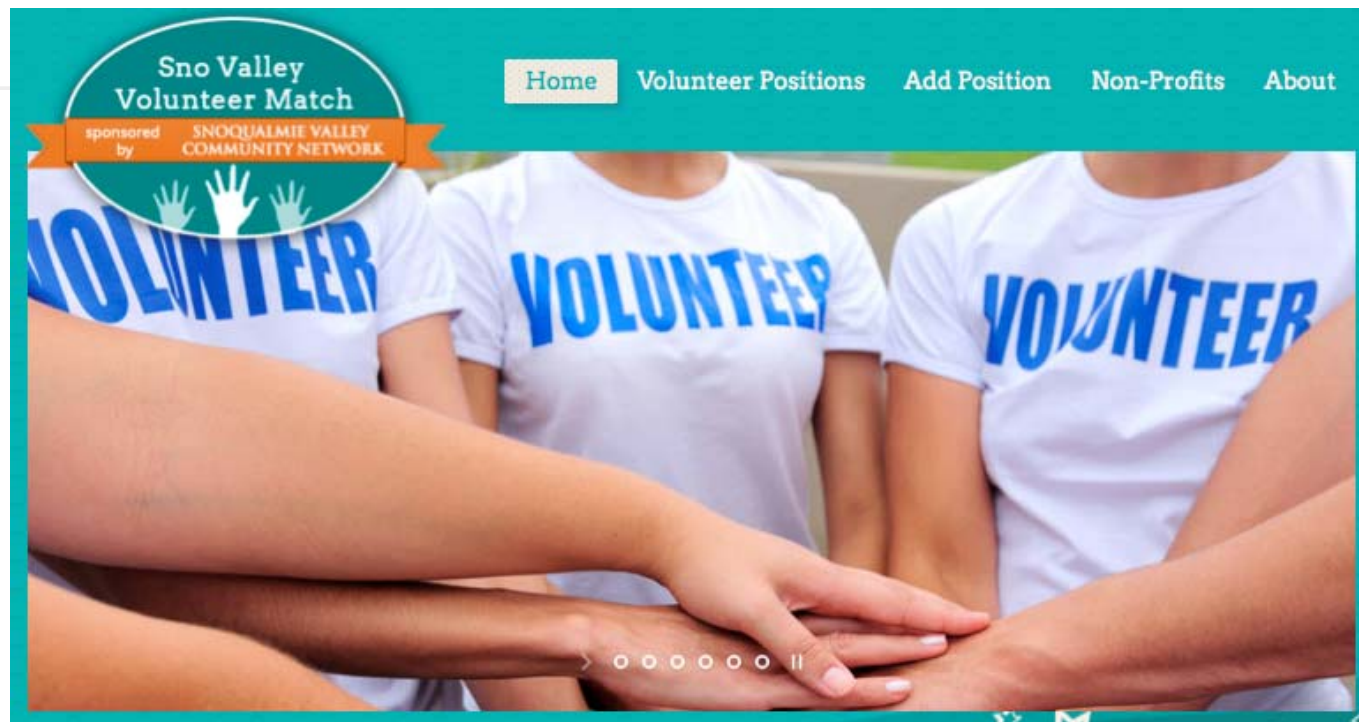 Sno Valley
Volunteer Match
sponsored
by
SNOQUALMIE VALLEY
COMMUNITY NETWORK
Home Volunteer Positions Add Position Non-Profits About
VOLUNTEER
VOLUNTEER
VOLUNTEER